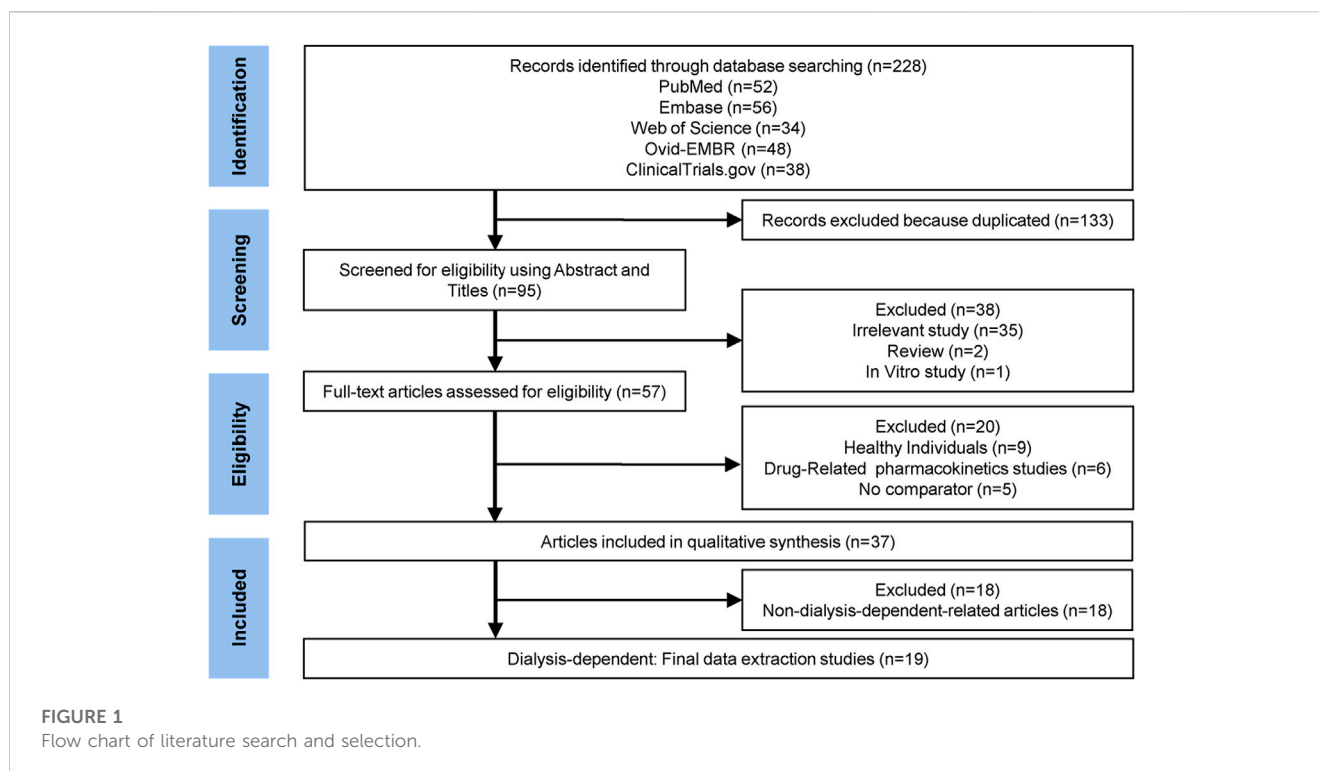 Identification
Records identified through database searching (n=228)
PubMed (n=52)
Embase (n=56)
Web of Science (n=34)
Ovid-EMBR (n=48)
ClinicalTrials.gov (n=38)
Records excluded because duplicated (n=133)
Screening
Screened for eligibility using Abstract and
Titles (n=95)
Excluded (n=38)
Irrelevant study (n=35)
Review (n=2)
In Vitro study (n=1)
Eligibility
Full-text articles assessed for eligibility (n=57)
Excluded (n=20)
Healthy Individuals (n=9)
Drug-Related pharmacokinetics studies (n=6)
No comparator (n=5)
Included
Articles included in qualitative synthesis (n=37)
Excluded (n=18)
Non-dialysis-dependent-related articles (n=18)
Dialysis-dependent: Final data extraction studies (n=19)
FIGURE 1
Flow chart of literature search and selection.